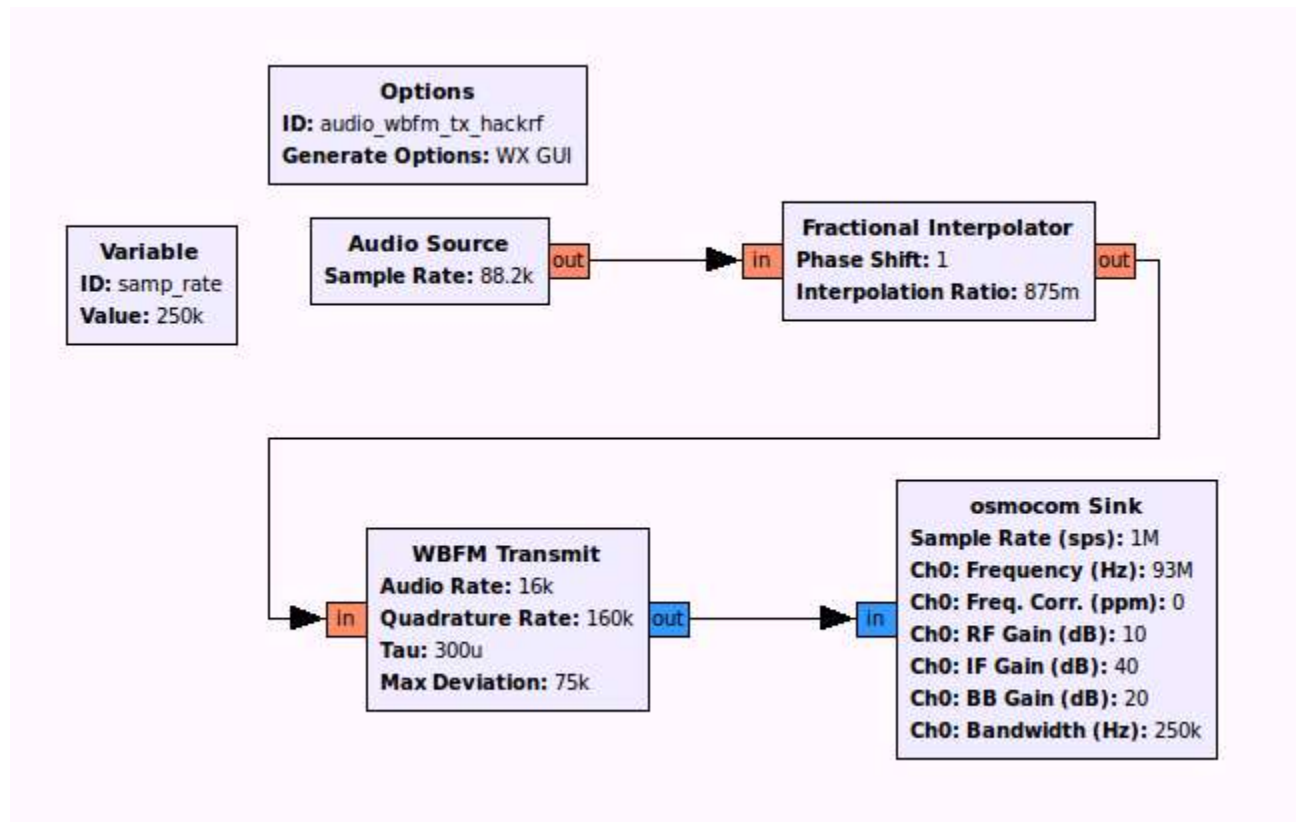 Options
ID: audio_wbfm_tx_hackrf
Generate Options: WX GUI
Variable
ID: samp_rate
Value: 250k
Audio Source
Sample Rate: 88.2k
out
in
Fractional Interpolator
Phase Shift: 1
Interpolation Ratio: 875m
out
in
WBFM Transmit
Audio Rate: 16k
Quadrature Rate: 160k
Tau: 300u
Max Deviation: 75k
out
in
osmocom Sink
Sample Rate (sps): 1M
Ch0: Frequency (Hz): 93M
Ch0: Freq. Corr. (ppm): 0
Ch0: RF Gain (dB): 10
Ch0: IF Gain (dB): 40
Ch0: BB Gain (dB): 20
Ch0: Bandwidth (Hz): 250k